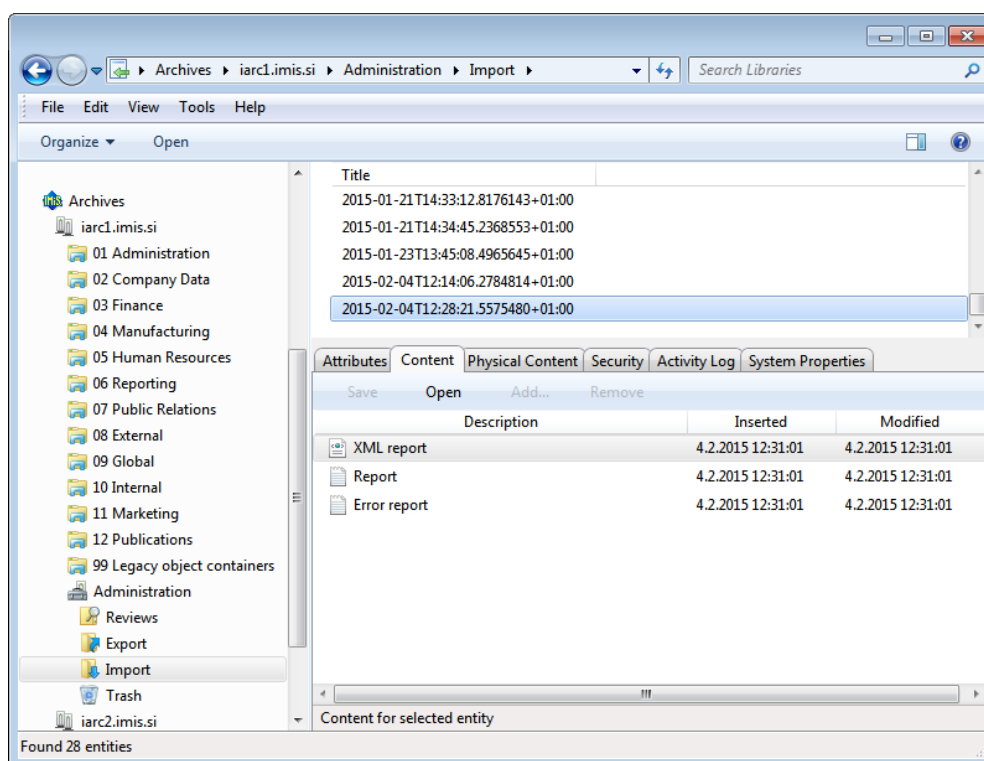 Archives iarc1.imis.si Administration Import Search Libraries
File Edit View Tools Help
Organize Open
Archives
iarc1.imis.si
01 Administration
02 Company Data
03 Finance
04 Manufacturing
05 Human Resources
06 Reporting
07 Public Relations
08 External
09 Global
10 Internal
11 Marketing
12 Publications
99 Legacy object containers
Administration
Reviews
Export
Import
Trash
iarc2.imis.si
Title
2015-01-21T14:33:12.8176143+01:00
2015-01-21T14:34:45.2368553+01:00
2015-01-23T13:45:08.4965645+01:00
2015-02-04T12:14:06.2784814+01:00
2015-02-04T12:28:21.5575480+01:00
Attributes Content Physical Content Security Activity Log System Properties
Save Open Add... Remove
Description Inserted Modified
XML report 4.2.2015 12:31:01 4.2.2015 12:31:01
Report 4.2.2015 12:31:01 4.2.2015 12:31:01
Error report 4.2.2015 12:31:01 4.2.2015 12:31:01
Content for selected entity
Found 28 entities